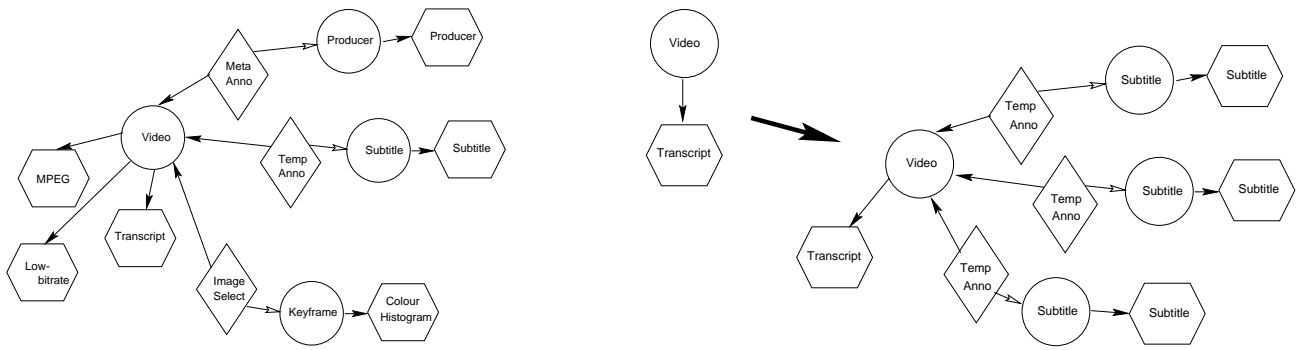 Producer
Producer
Meta
Anno
Video
Temp
Anno
Subtitle
Subtitle
MPEG
Transcript
Low-
bitrate
Image
Select
Keyframe
Colour
Histogram
Video
Transcript
Subtitle
Subtitle
Temp
Anno
Video
Temp
Anno
Subtitle
Subtitle
Transcript
Temp
Anno
Subtitle
Subtitle